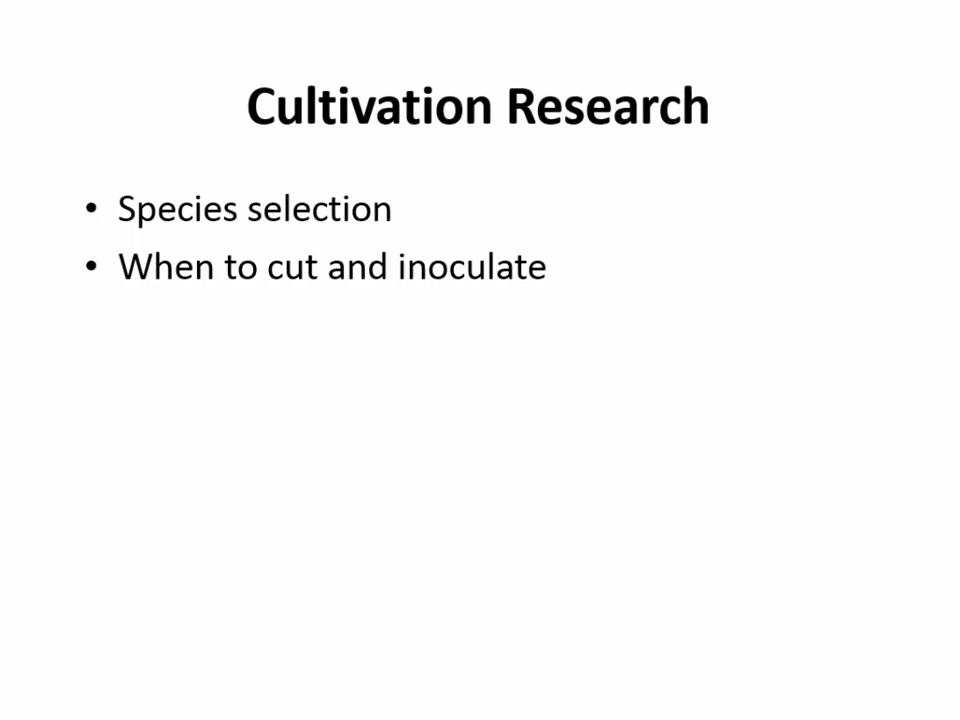 Cultivation Research
• Species selection
• When to cut and inoculate